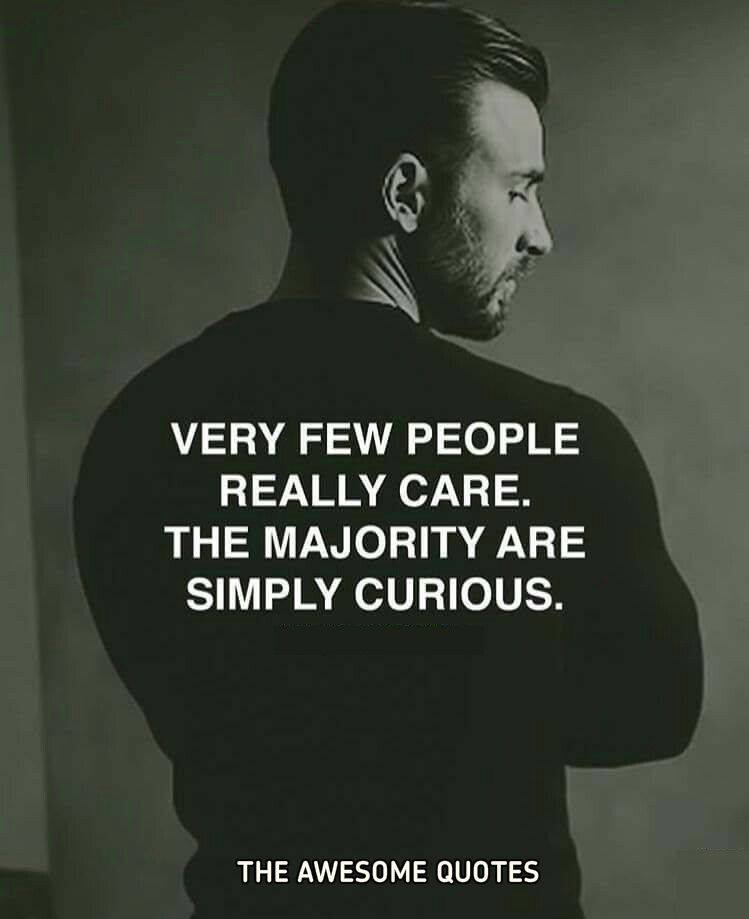 VERY FEW PEOPLE
REALLY CARE.
THE MAJORITY ARE
SIMPLY CURIOUS.
THE AWESOME QUOTES